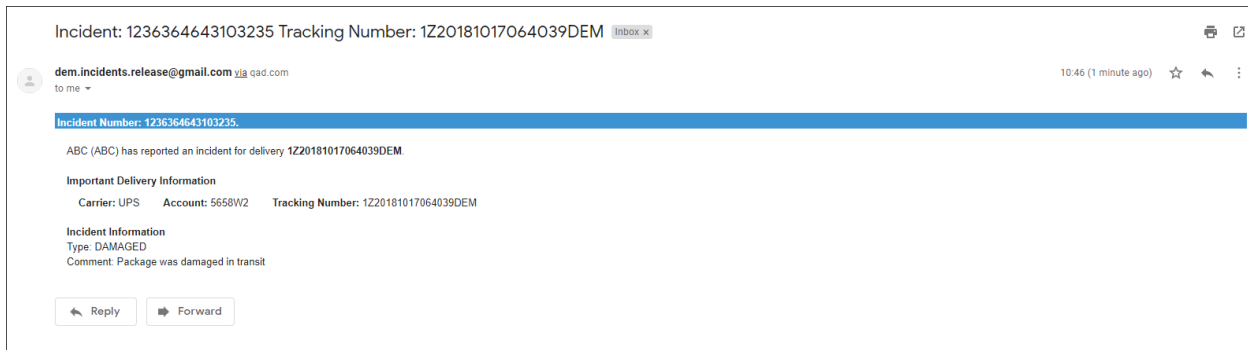 Incident: 1236364643103235 Tracking Number: 1Z20181017064039DEM Inbox x
dem.incidents.release@gmail.com via qad.com 10:46 (1 minute ago)
to me
Incident Number: 1236364643103235.
ABC (ABC) has reported an incident for delivery 1Z20181017064039DEM.
Important Delivery Information
Carrier: UPS Account: 5658W2 Tracking Number: 1Z20181017064039DEM
Incident Information
Type: DAMAGED
Comment: Package was damaged in transit
Reply Forward